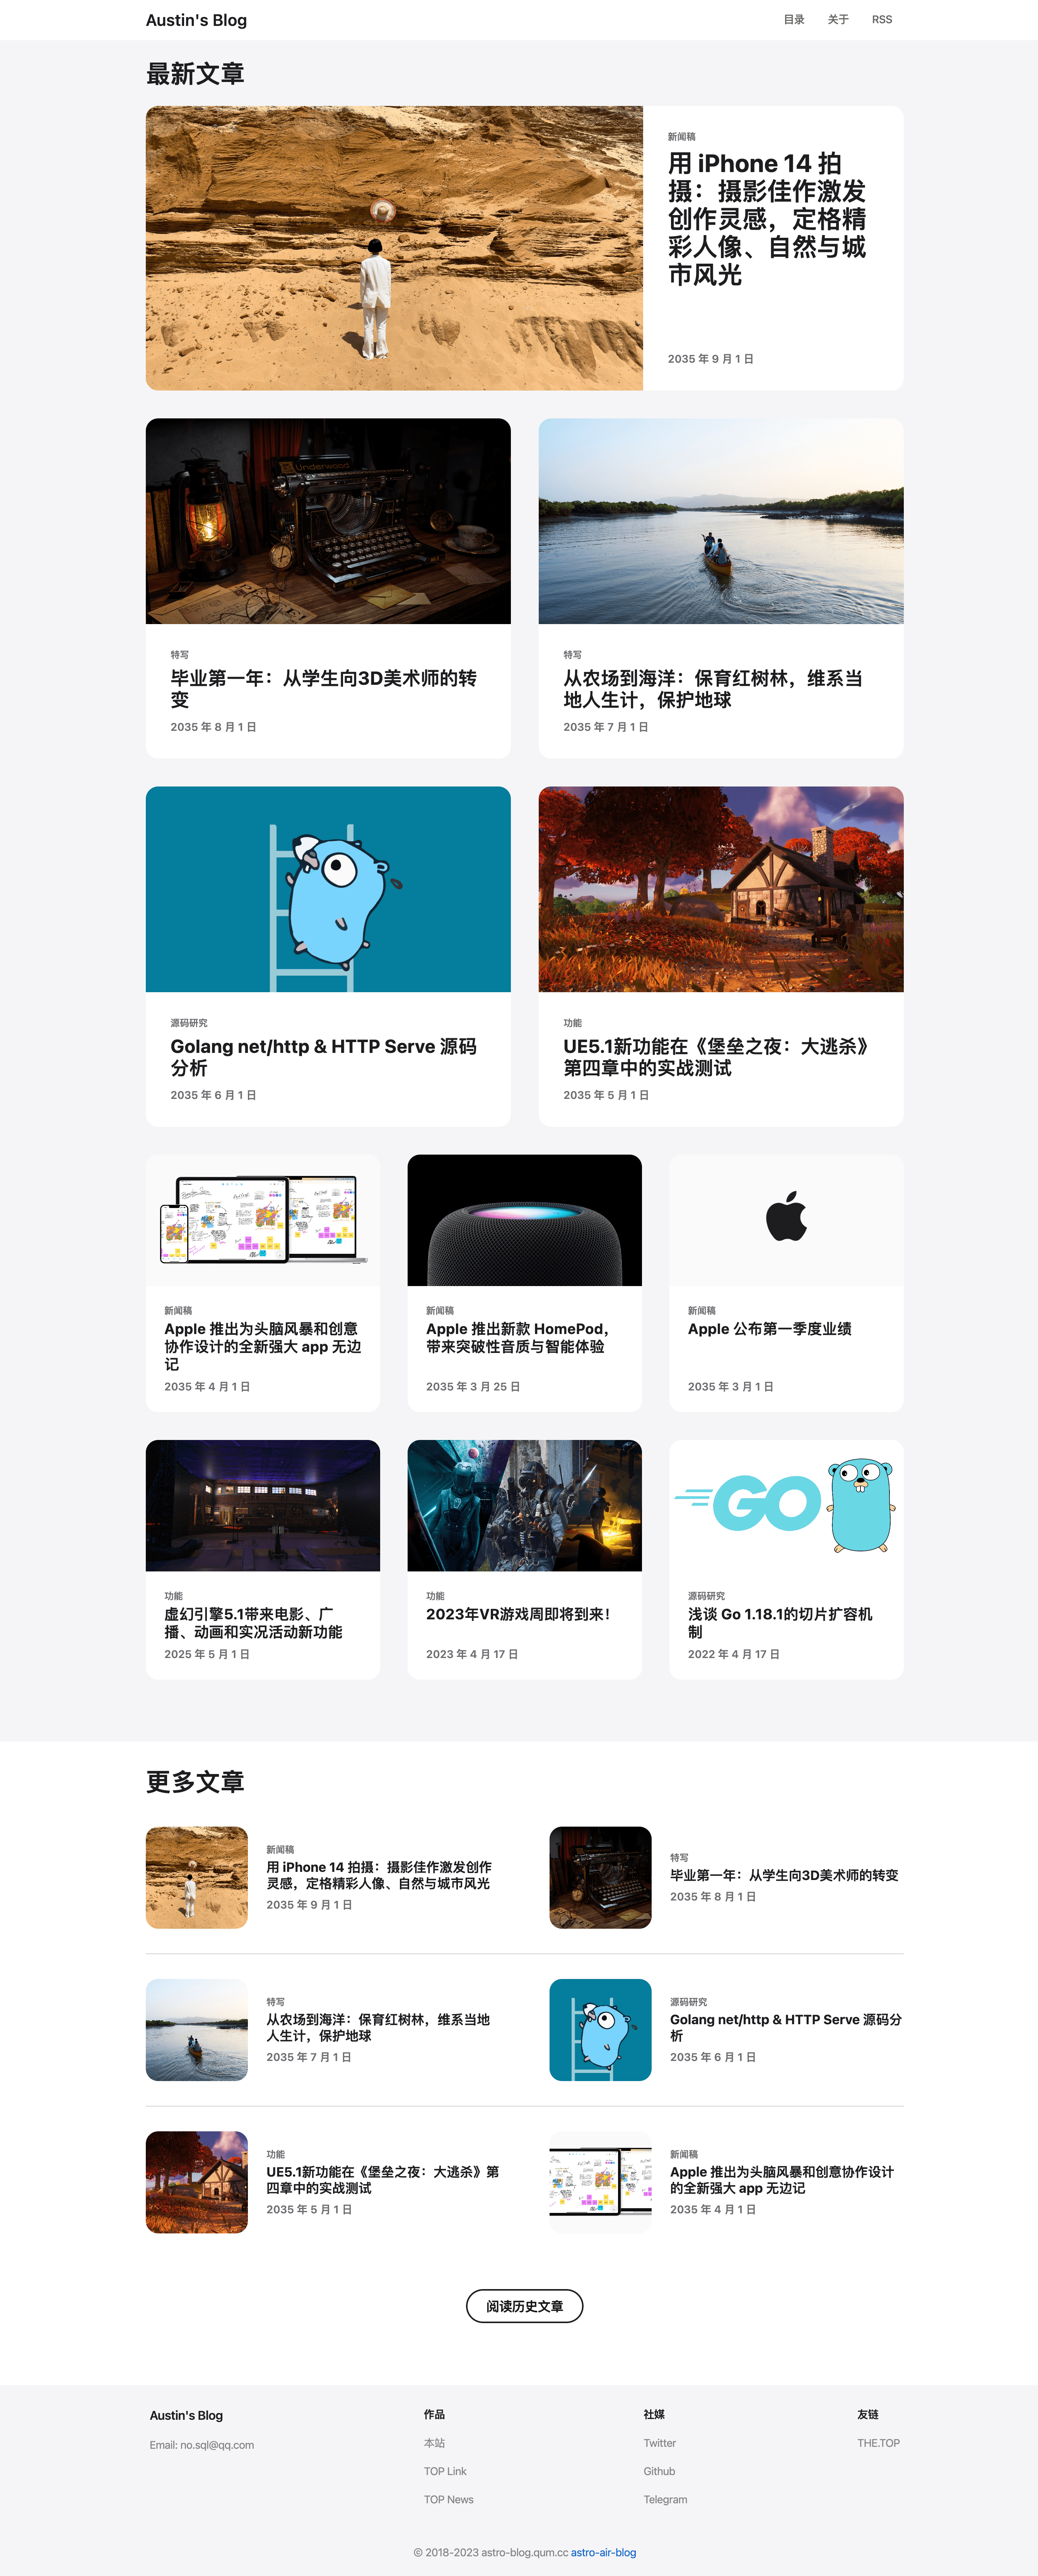 Austin's Blog
目录 关于 RSS
最新文章
新闻稿
用 iPhone 14 拍
摄：摄影佳作激发
创作灵感，定格精
彩人像、自然与城
市风光
2035 年 9 月 1 日
Underwood
特写
毕业第一年：从学生向3D美术师的转
变
2035 年 8 月 1 日
特写
从农场到海洋：保育红树林，维系当
地人生计，保护地球
2035 年 7 月 1 日
源码研究
Golang net/http & HTTP Serve 源码
分析
2035 年 6 月 1 日
功能
UE5.1新功能在《堡垒之夜：大逃杀》
第四章中的实战测试
2035 年 5 月 1 日
新闻稿
Apple 推出为头脑风暴和创意
协作设计的全新强大 app 无边
记
2035 年 4 月 1 日
新闻稿
Apple 推出新款 HomePod，
带来突破性音质与智能体验
2035 年 3 月 25 日
新闻稿
Apple 公布第一季度业绩
2035 年 3 月 1 日
功能
虚幻引擎5.1带来电影、广
播、动画和实况活动新功能
2025 年 5 月 1 日
功能
2023年VR游戏周即将到来！
2023 年 4 月 17 日
GO
源码研究
浅谈 Go 1.18.1的切片扩容机
制
2022 年 4 月 17 日
更多文章
新闻稿
用 iPhone 14 拍摄：摄影佳作激发创作
灵感，定格精彩人像、自然与城市风光
2035 年 9 月 1 日
特写
毕业第一年：从学生向3D美术师的转变
2035 年 8 月 1 日
特写
从农场到海洋：保育红树林，维系当地
人生计，保护地球
2035 年 7 月 1 日
源码研究
Golang net/http & HTTP Serve 源码分
析
2035 年 6 月 1 日
功能
UE5.1新功能在《堡垒之夜：大逃杀》第
四章中的实战测试
2035 年 5 月 1 日
新闻稿
Apple 推出为头脑风暴和创意协作设计
的全新强大 app 无边记
2035 年 4 月 1 日
阅读历史文章
Austin's Blog
Email: no.sql@qq.com
作品
本站
TOP Link
TOP News
社媒
Twitter
Github
Telegram
友链
THE.TOP
© 2018-2023 astro-blog.qum.cc astro-air-blog